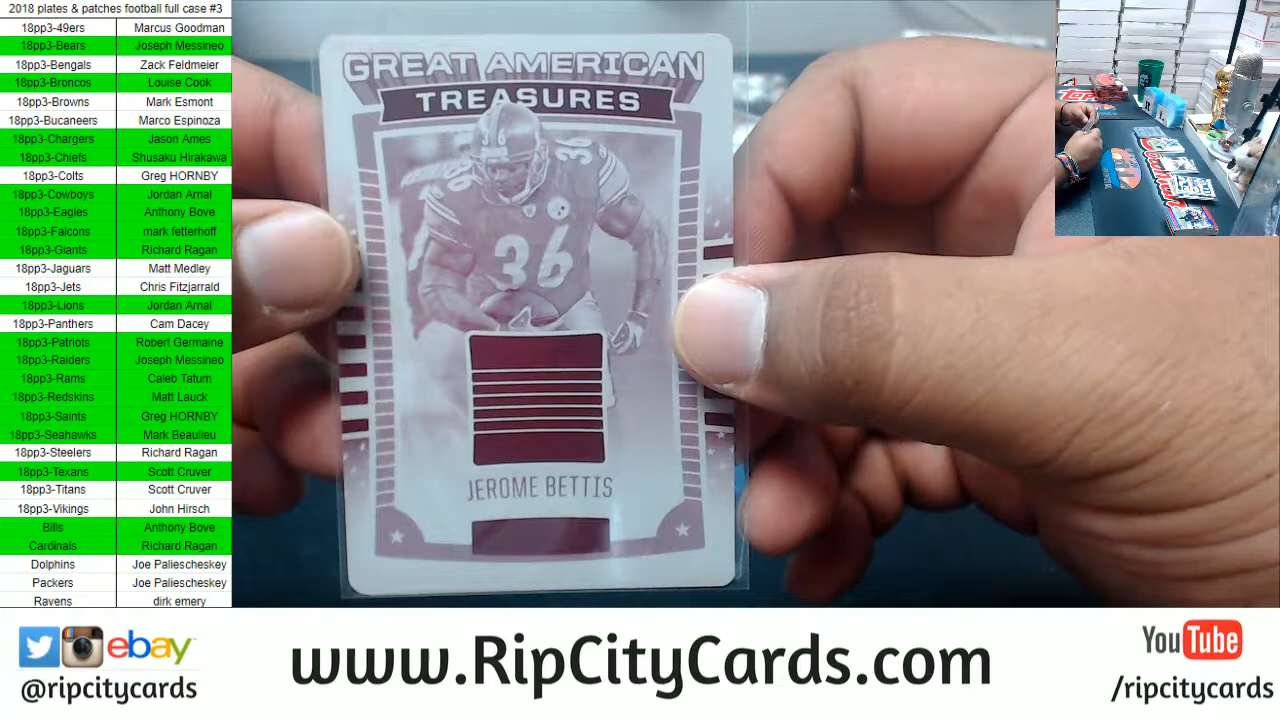 2018 plates & patches football full case #3
18pp3-49ers Marcus Goodman
18pp3-Bears Joseph Messineo
18pp3-Bengals Zack Feldmeier
18pp3-Broncos Louise Cook
18pp3-Browns Mark Esmont
18pp3-Bucaneers Marco Espinoza
18pp3-Chargers Jason Ames
18pp3-Chiefs Shusaku Hirakawa
18pp3-Colts Greg HORNBY
18pp3-Cowboys Jordan Arnal
18pp3-Eagles Anthony Bove
18pp3-Falcons mark fetterhoff
18pp3-Giants Richard Ragan
18pp3-Jaguars Matt Medley
18pp3-Jets Chris Fitzjarrald
18pp3-Lions Jordan Arnal
18pp3-Panthers Cam Dacey
18pp3-Patriots Robert Germaine
18pp3-Raiders Joseph Messineo
18pp3-Rams Caleb Tatum
18pp3-Redskins Matt Lauck
18pp3-Saints Greg HORNBY
18pp3-Seahawks Mark Beaulieu
18pp3-Steelers Richard Ragan
18pp3-Texans Scott Cruver
18pp3-Titans Scott Cruver
18pp3-Vikings John Hirsch
Bills Anthony Bove
Cardinals Richard Ragan
Dolphins Joe Paliescheskey
Packers Joe Paliescheskey
Ravens dirk emery
GREAT AMERICAN
TREASURES
36
36
JEROME BETTIS
Bowman
ebay
@ripcitycards
www.RipCityCards.com
YouTube
/ripcitycards